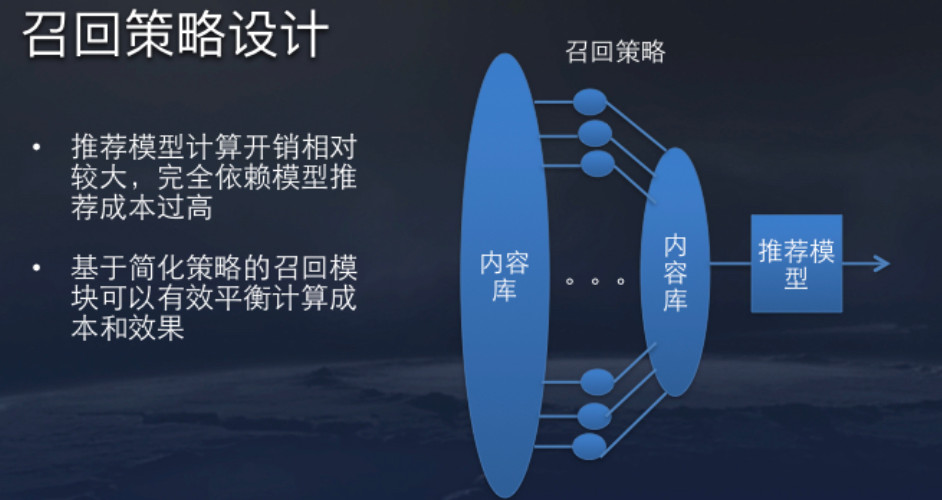 召回策略设计
• 推荐模型计算开销相对
较大，完全依赖模型推
荐成本过高
• 基于简化策略的召回模
块可以有效平衡计算成
本和效果
召回策略
内容
库
。。。
内
容
库
推荐模
型